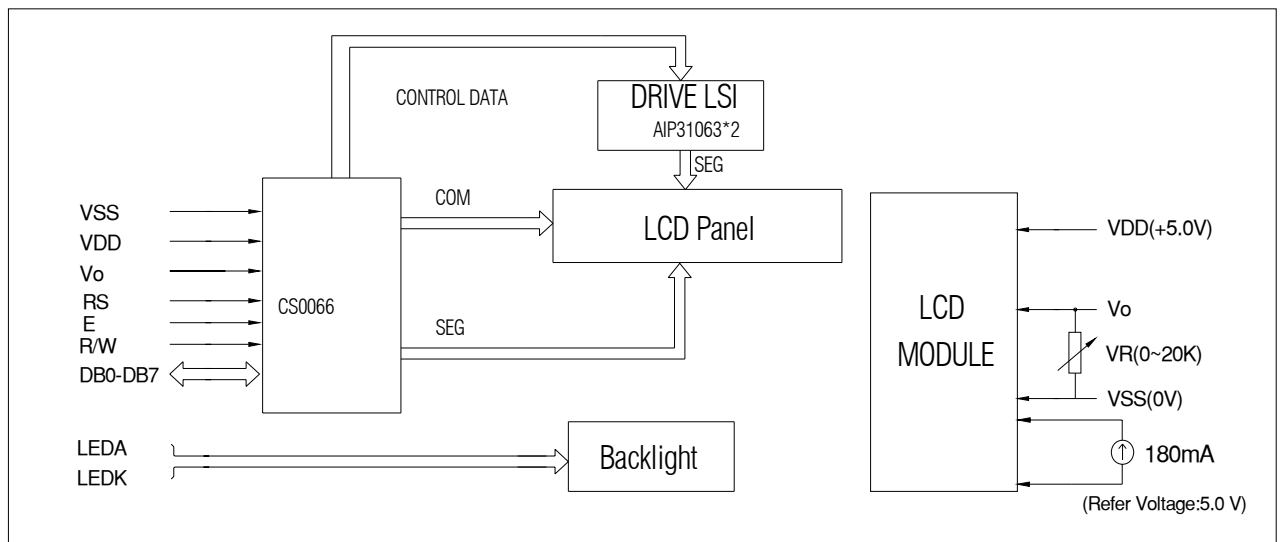 CONTROL DATA
DRIVE LSI
AIP31063*2
SEG
COM
LCD Panel
VSS
VDD
Vo
RS
E
R/W
DB0-DB7
CS0066
SEG
LEDA
LEDK
Backlight
LCD
MODULE
VDD(+5.0V)
Vo
VR(0~20K)
VSS(0V)
180mA
(Refer Voltage:5.0 V)